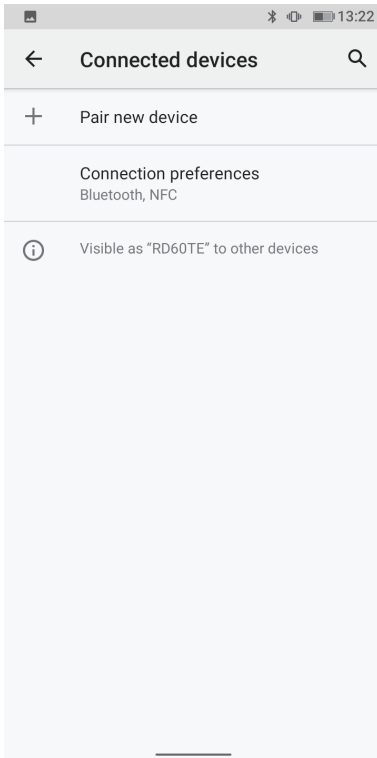 13:22
Connected devices
Pair new device
Connection preferences
Bluetooth, NFC
Visible as “RD60TE” to other devices